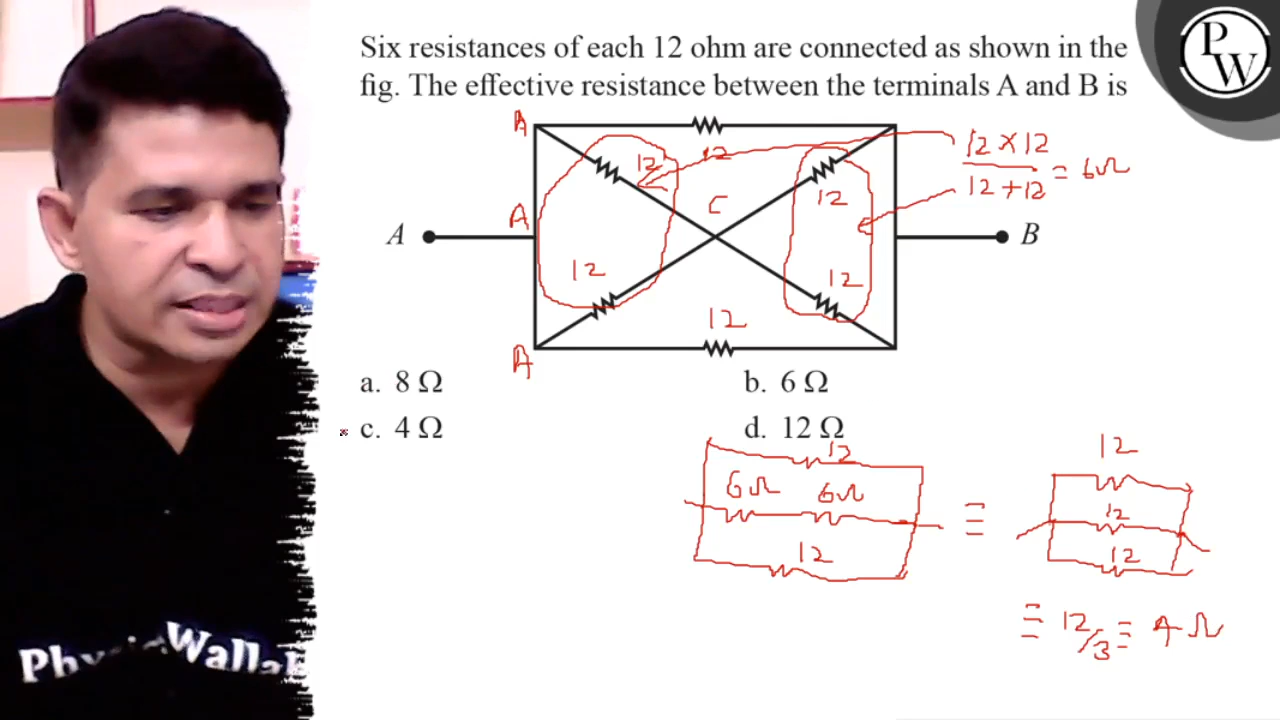 Six resistances of each 12 ohm are connected as shown in the
fig. The effective resistance between the terminals A and B is
P
W
A
12
12
12 × 12
12 + 12
= 6Ω
12
C
A
A
B
12
12
12
A
a. 8 Ω
b. 6 Ω
c. 4 Ω
d. 12 Ω
12
6Ω 6Ω
12
≡
12
12
12
≡ 12/3 ≡ 4 Ω